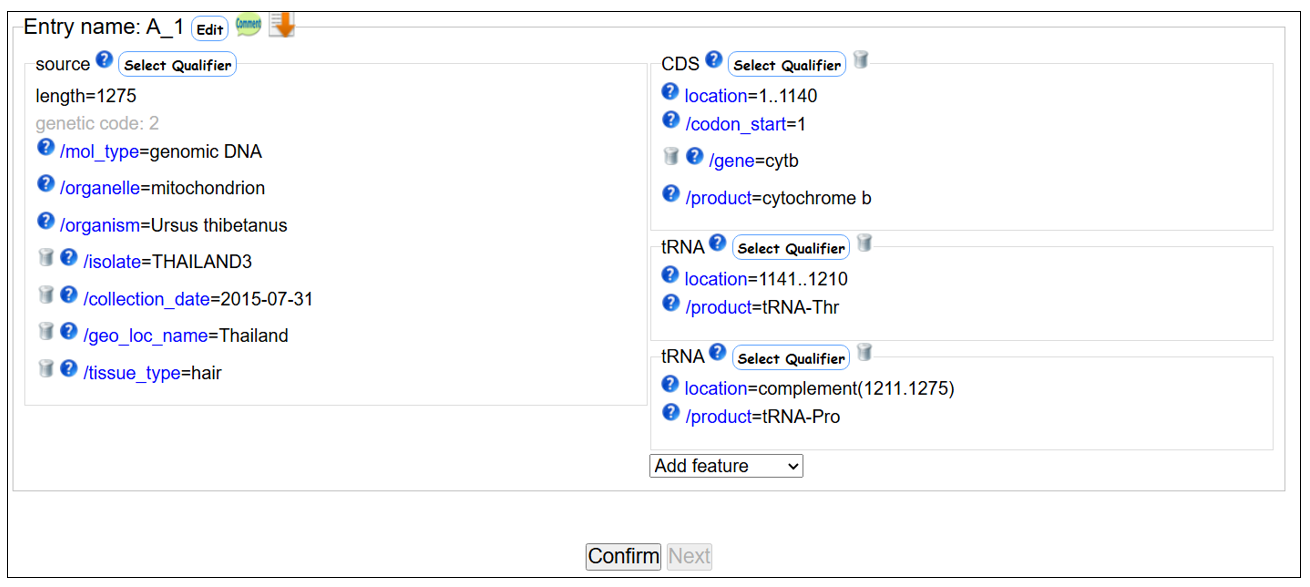 Entry name: A_1 Edit Comment
source Select Qualifier
length=1275
genetic code: 2
/mol_type=genomic DNA
/organelle=mitochondrion
/organism=Ursus thibetanus
/isolate=THAILAND3
/collection_date=2015-07-31
/geo_loc_name=Thailand
/tissue_type=hair
CDS Select Qualifier
location=1..1140
/codon_start=1
/gene=cytb
/product=cytochrome b
tRNA Select Qualifier
location=1141..1210
/product=tRNA-Thr
tRNA Select Qualifier
location=complement(1211.1275)
/product=tRNA-Pro
Add feature
Confirm Next